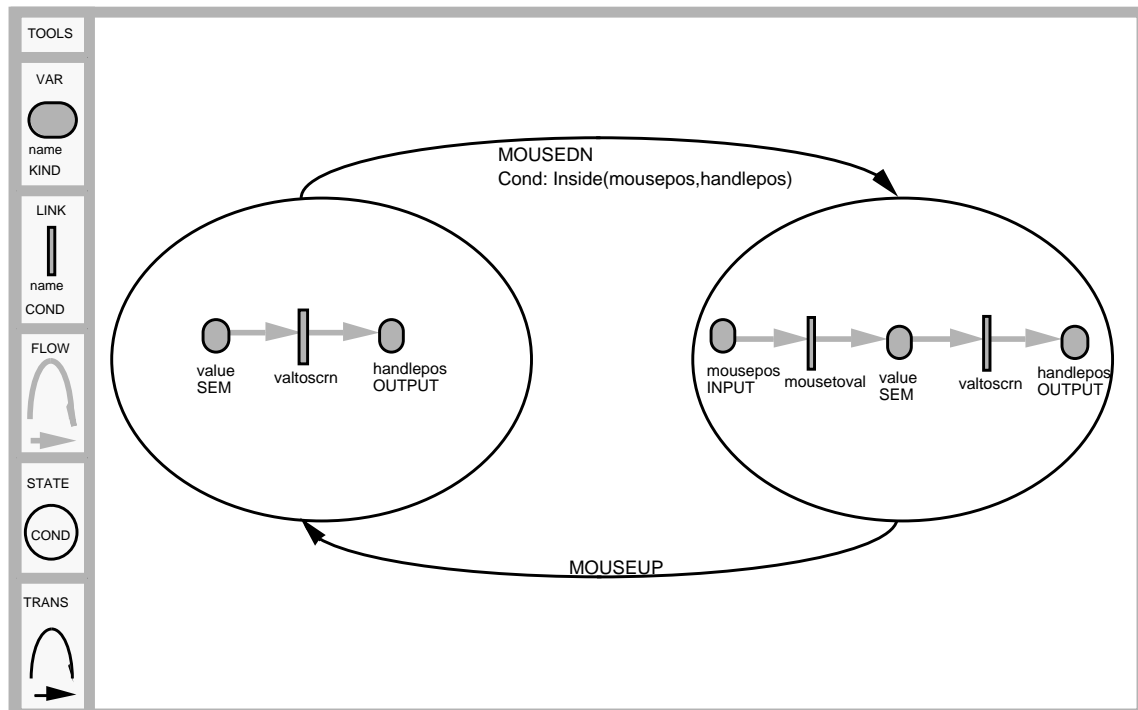 TOOLS
VAR
name
KIND
LINK
name
COND
FLOW
STATE
COND
TRANS
MOUSEDN
Cond: Inside(mousepos,handlepos)
value
SEM
valtoscrn
handlepos
OUTPUT
mousepos
INPUT
mousetoval
value
SEM
valtoscrn
handlepos
OUTPUT
MOUSEUP